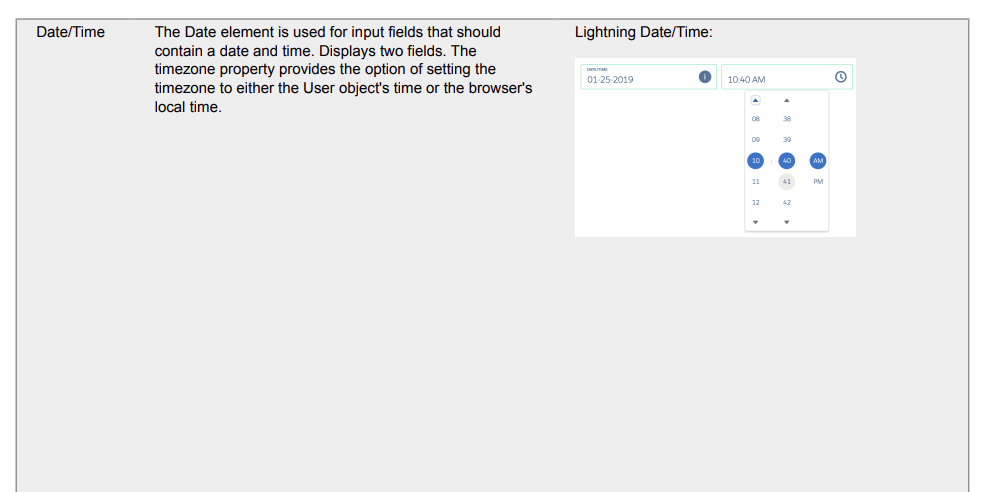 Date/Time
The Date element is used for input fields that should
contain a date and time. Displays two fields. The
timezone property provides the option of setting the
timezone to either the User object's time or the browser's
local time.
Lightning Date/Time:
DATE/TIME
01-25-2019
i
10:40 AM
08 38
09 39
10 : 40 AM
11 41 PM
12 42